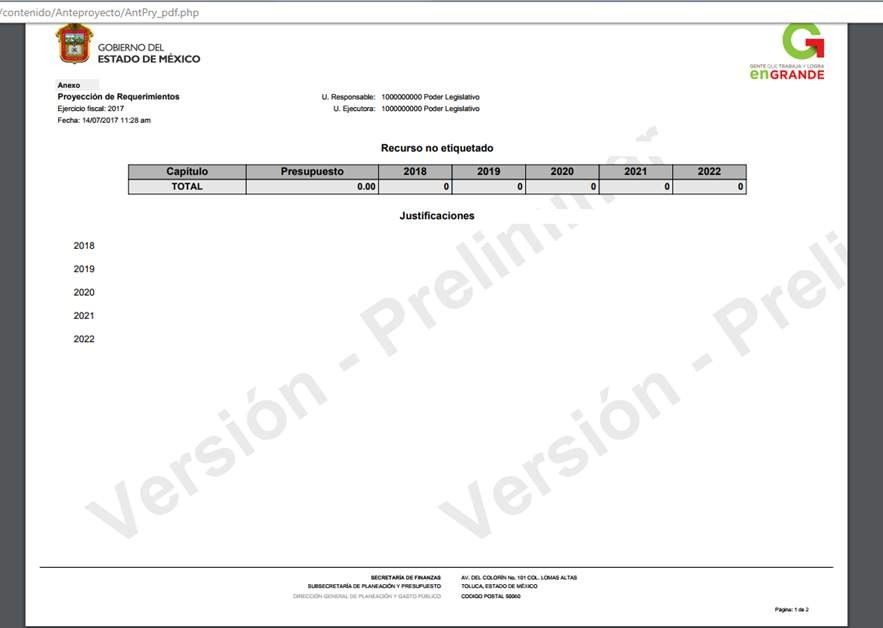 /contenido/Anteproyecto/AntPry_pdf.php
GOBIERNO DEL
ESTADO DE MÉXICO
GENTE QUE TRABAJA Y LOGRA
enGRANDE
Anexo
Proyección de Requerimientos
Ejercicio fiscal: 2017
Fecha: 14/07/2017 11:28 am
U. Responsable: 1000000000 Poder Legislativo
U. Ejecutora: 1000000000 Poder Legislativo
Recurso no etiquetado
Capítulo Presupuesto 2018 2019 2020 2021 2022
TOTAL 0.00 0 0 0 0 0
Justificaciones
2018
2019
2020
2021
2022
Versión - Preliminar
Versión - Preli
SECRETARÍA DE FINANZAS
SUBSECRETARÍA DE PLANEACIÓN Y PRESUPUESTO
DIRECCIÓN GENERAL DE PLANEACIÓN Y GASTO PÚBLICO
AV. DEL COLORÍN No. 101 COL. LOMAS ALTAS
TOLUCA, ESTADO DE MÉXICO
CODIGO POSTAL 50060
Página: 1 de 2